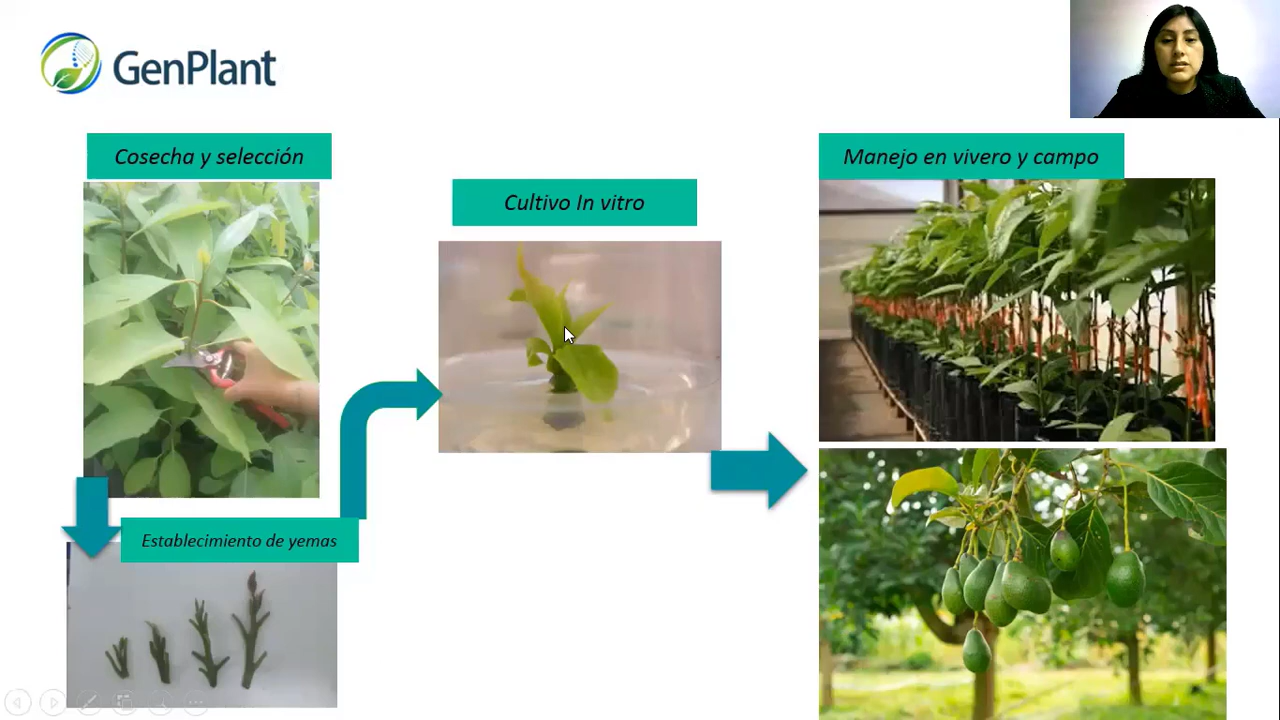 GenPlant
Cosecha y selección
Cultivo In vitro
Manejo en vivero y campo
Establecimiento de yemas